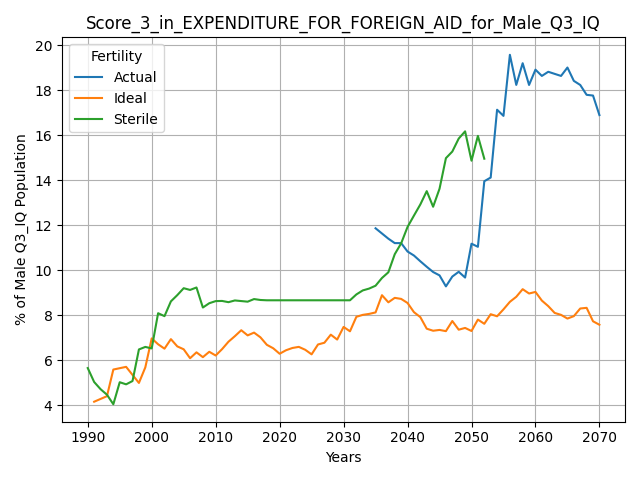 Score_3_in_EXPENDITURE_FOR_FOREIGN_AID_for_Male_Q3_IQ
Fertility
Actual
Ideal
Sterile
% of Male Q3_IQ Population
20
18
16
14
12
10
8
6
4
1990 2000 2010 2020 2030 2040 2050 2060 2070
Years